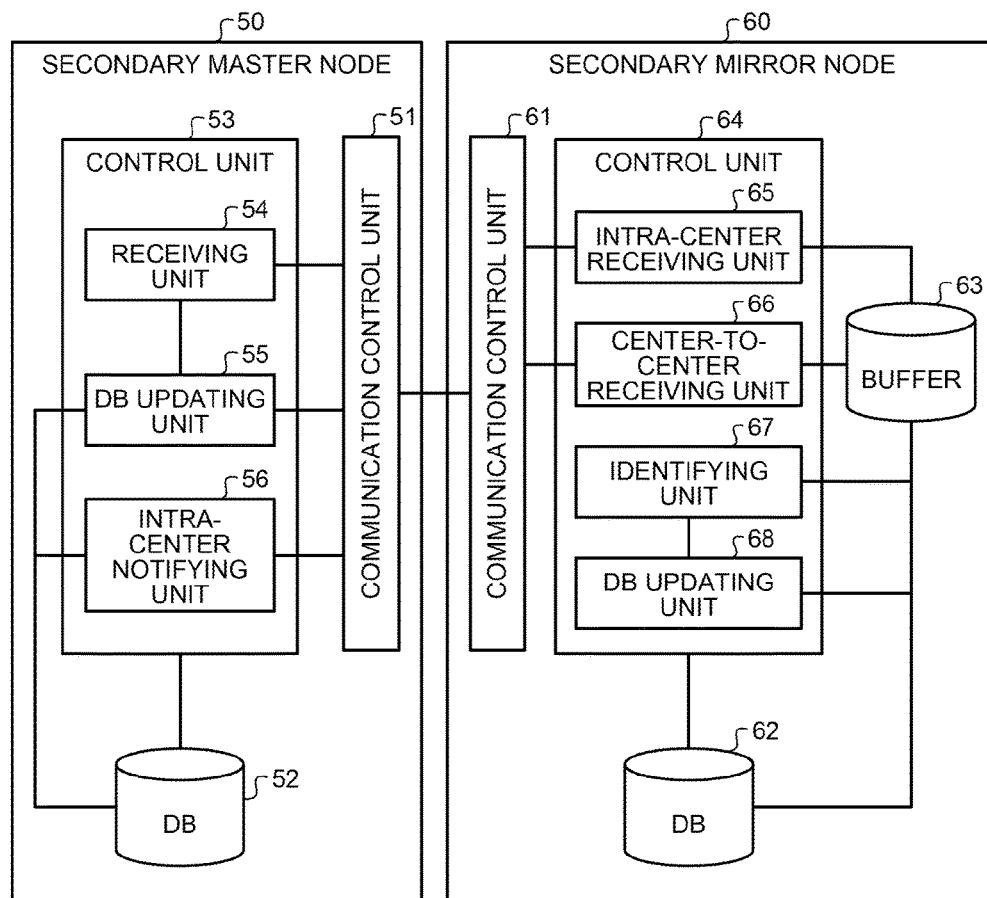 50
SECONDARY MASTER NODE
53
CONTROL UNIT
54
RECEIVING
UNIT
55
DB UPDATING
UNIT
56
INTRA-
CENTER
NOTIFYING
UNIT
51
COMMUNICATION CONTROL UNIT
52
DB
60
SECONDARY MIRROR NODE
61
COMMUNICATION CONTROL UNIT
64
CONTROL UNIT
65
INTRA-CENTER
RECEIVING UNIT
66
CENTER-TO-
CENTER
RECEIVING UNIT
67
IDENTIFYING
UNIT
68
DB UPDATING
UNIT
63
BUFFER
62
DB